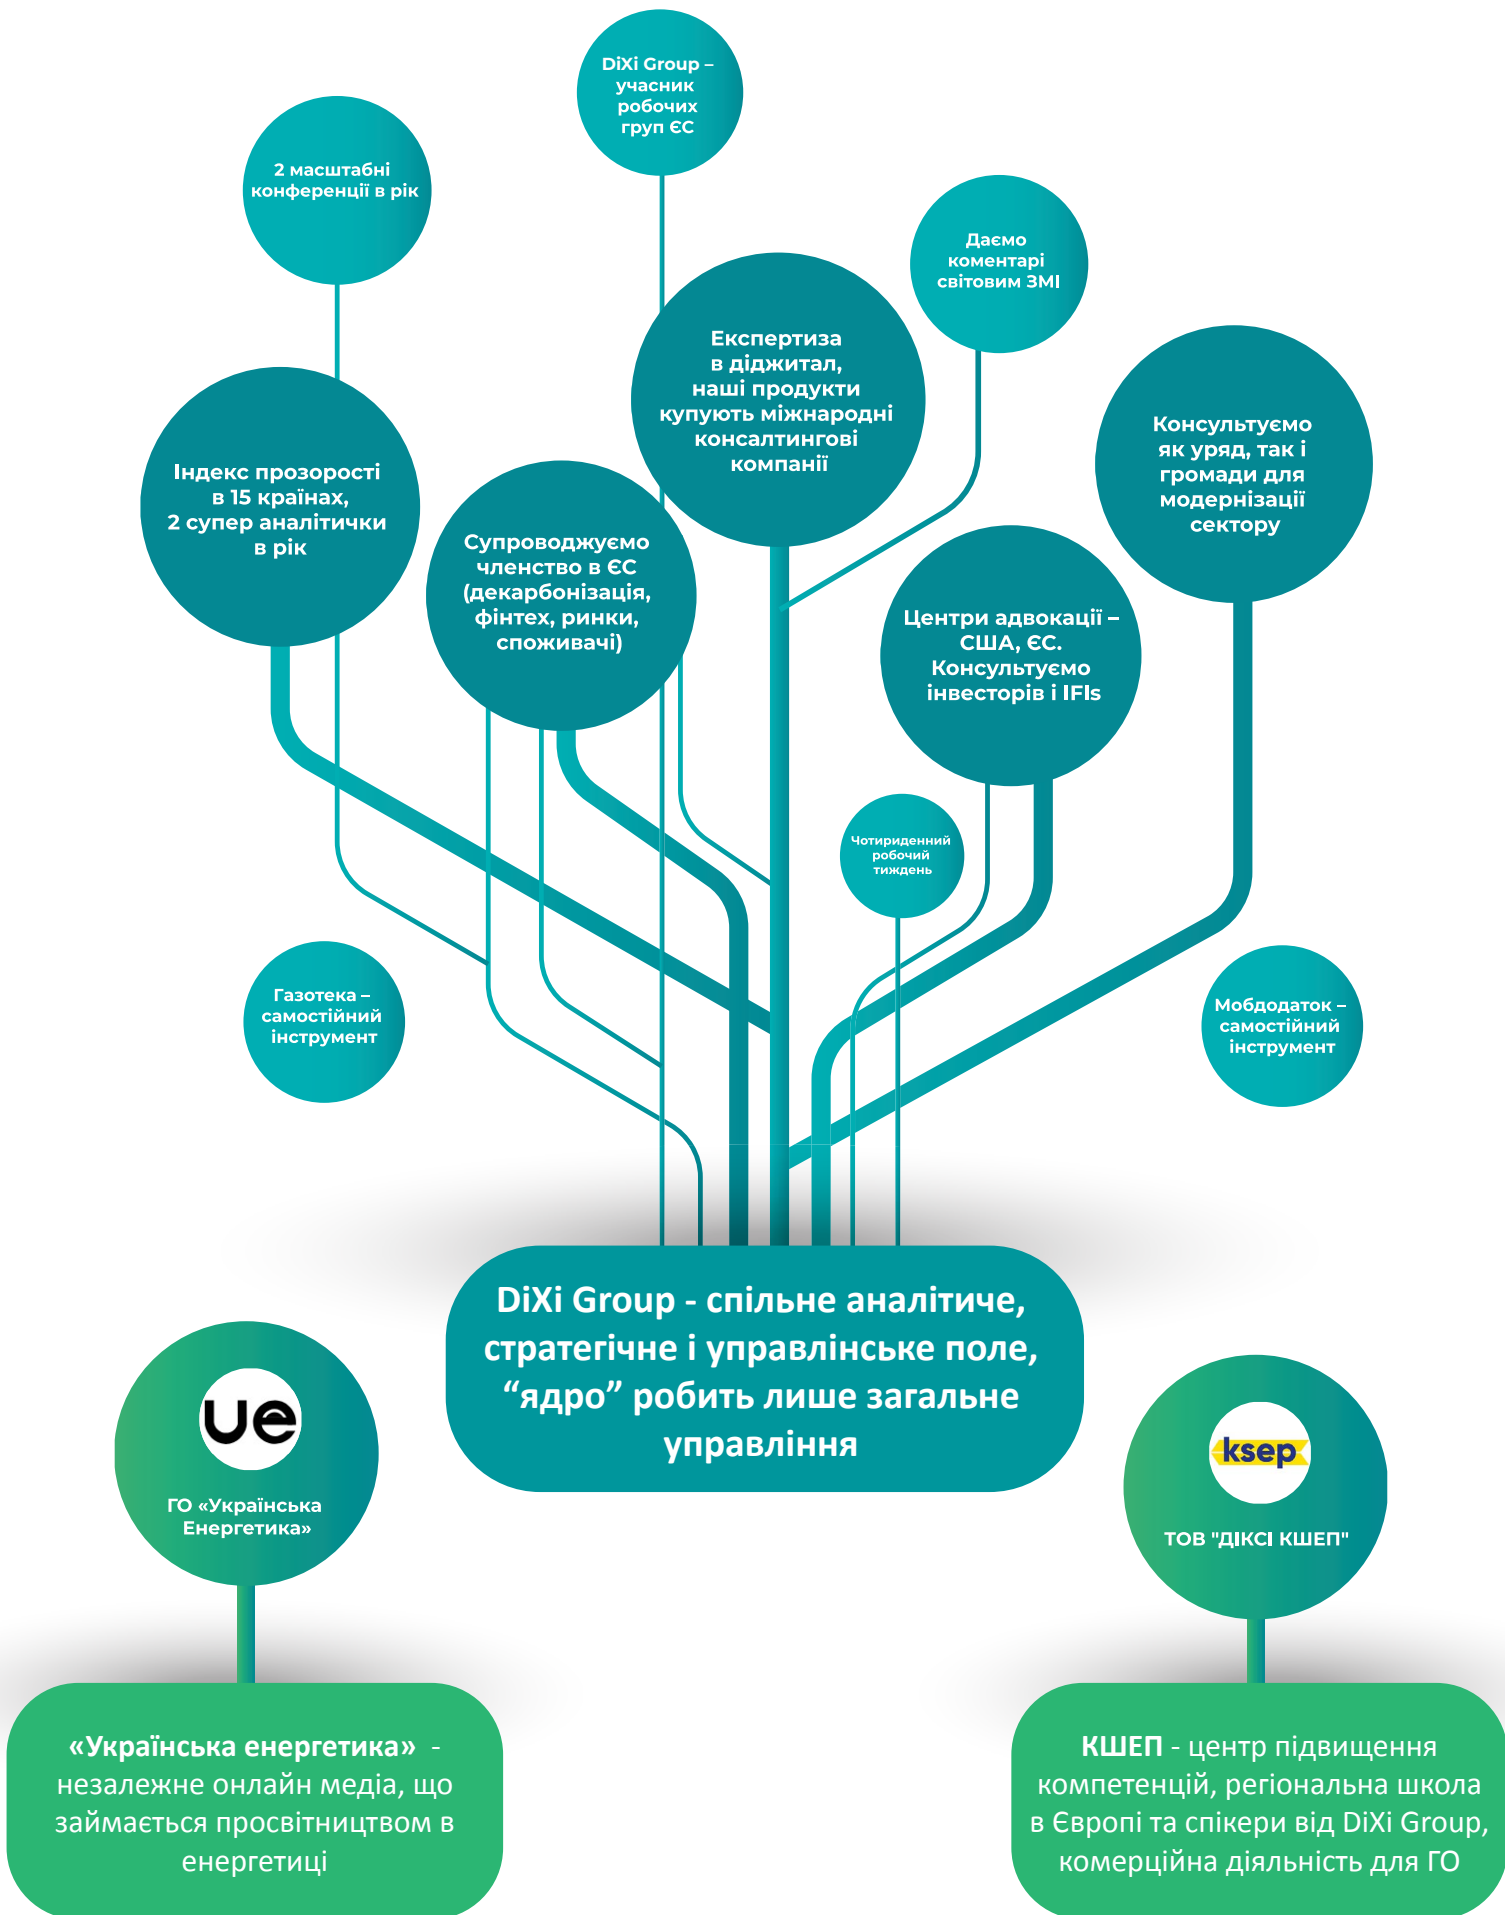 DiXi Group –
учасник
робочих
груп ЄС
2 масштабні
конференції в рік
Даємо
коментарі
світовим ЗМІ
Експертиза
в діджитал,
наші продукти
купують міжнародні
консалтингові
компанії
Консультуємо
як уряд, так і
громади для
модернізації
сектору
Індекс прозорості
в 15 країнах,
2 супер аналітички
в рік
Супроводжуємо
членство в ЄС
(декарбонізація,
фінтех, ринки,
споживачі)
Центри адвокації –
США, ЄС.
Консультуємо
інвесторів і IFIs
Чотириденний
робочий
тиждень
Газотека –
самостійний
інструмент
Мобдодаток –
самостійний
інструмент
DiXi Group - спільне аналітиче,
стратегічне і управлінське поле,
“ядро” робить лише загальне
управління
ue
ГО «Українська
Енергетика»
ksep
ТОВ "ДІКСІ КШЕП"
«Українська енергетика» -
незалежне онлайн медіа, що
займається просвітництвом в
енергетиці
КШЕП - центр підвищення
компетенцій, регіональна школа
в Європі та спікери від DiXi Group,
комерційна діяльність для ГО